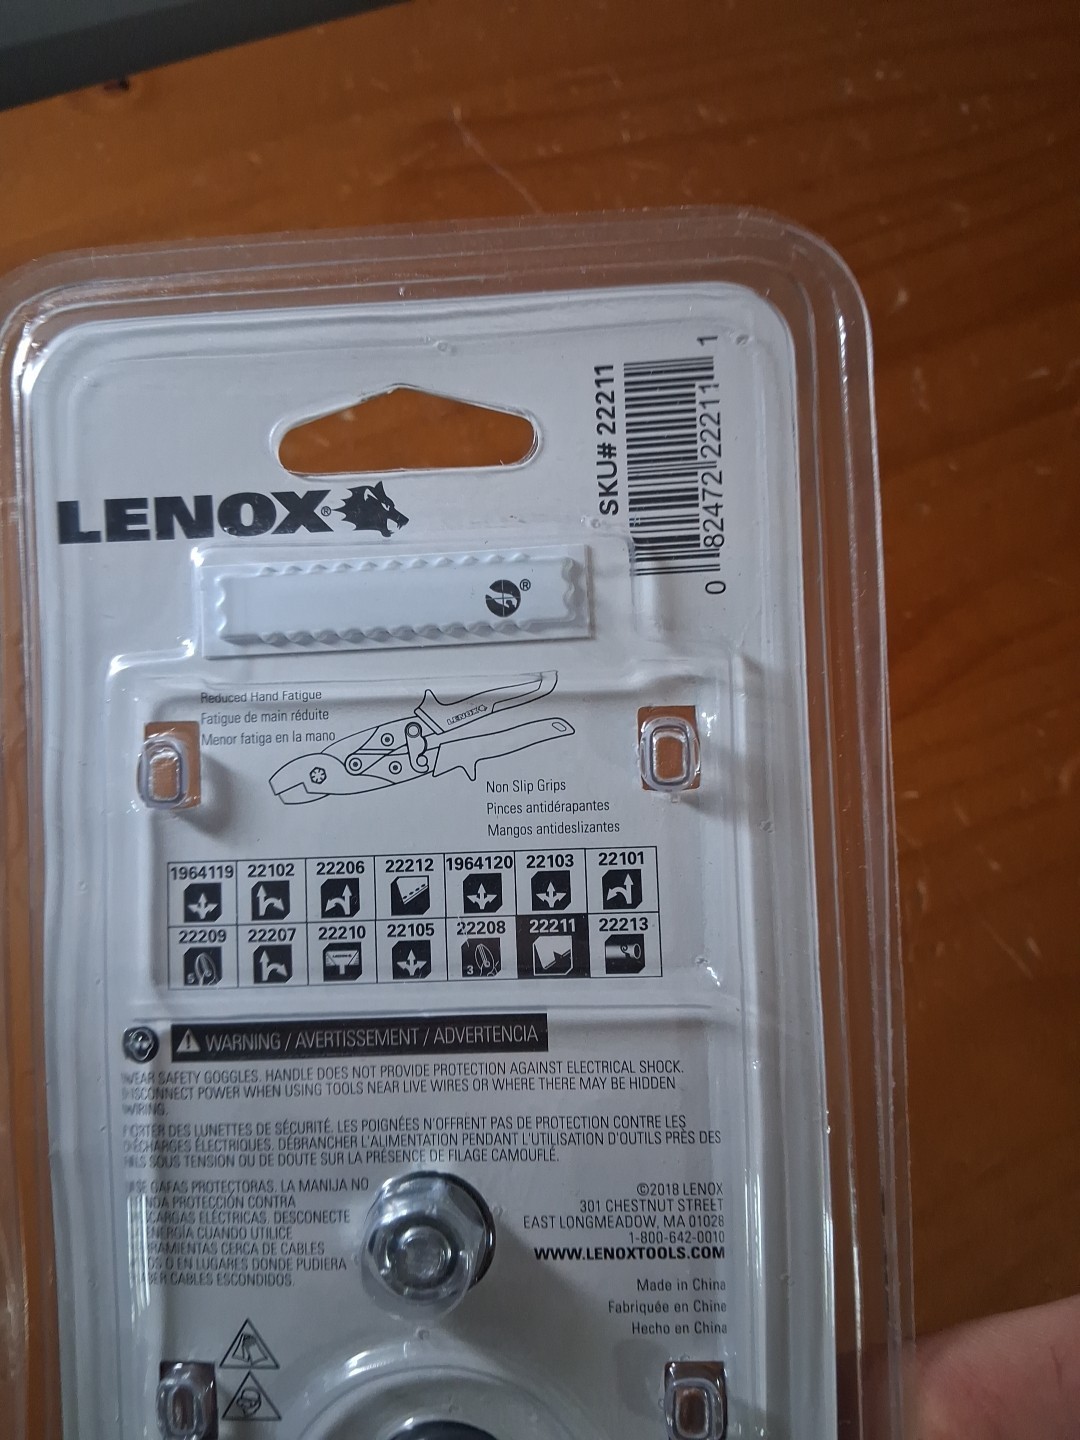 SKU# 22211
0 82472 22211 1
LENOX®
®
Reduced Hand Fatigue
Fatigue de main réduite
Menor fatiga en la mano
LENOX
Non Slip Grips
Pinces antidérapantes
Mangos antideslizantes
1964119 22102 22206 22212 1964120 22103 22101
22209 22207 22210 22105 22208 22211 22213
5 3
WARNING / AVERTISSEMENT / ADVERTENCIA
WEAR SAFETY GOGGLES. HANDLE DOES NOT PROVIDE PROTECTION AGAINST ELECTRICAL SHOCK.
DISCONNECT POWER WHEN USING TOOLS NEAR LIVE WIRES OR WHERE THERE MAY BE HIDDEN
WIRING.
PORTER DES LUNETTES DE SÉCURITÉ. LES POIGNÉES N'OFFRENT PAS DE PROTECTION CONTRE LES
DÉCHARGES ÉLECTRIQUES. DÉBRANCHER L'ALIMENTATION PENDANT L'UTILISATION D'OUTILS PRÈS DES
FILS SOUS TENSION OU DE DOUTE SUR LA PRÉSENCE DE FILAGE CAMOUFLÉ.
USE GAFAS PROTECTORAS. LA MANIJA NO
PROTECCIÓN CONTRA
ELÉCTRICAS. DESCONECTE
ENERGÍA CUANDO UTILICE
CERCA DE CABLES
O EN LUGARES DONDE PUDIERA
CABLES ESCONDIDOS.
©2018 LENOX
301 CHESTNUT STREET
EAST LONGMEADOW, MA 01028
1-800-642-0010
WWW.LENOXTOOLS.COM
Made in China
Fabriquée en Chine
Hecho en China